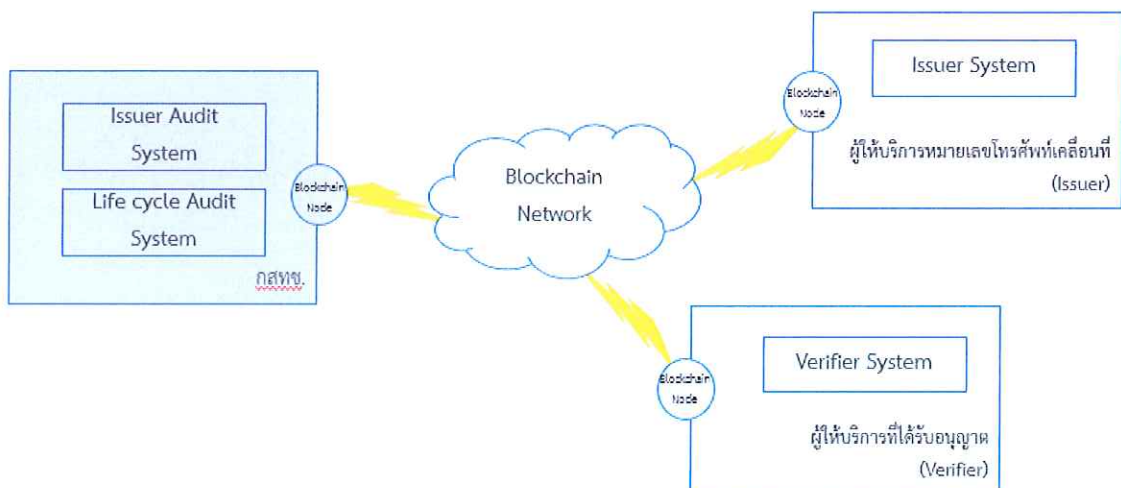 Issuer Audit
System
Life cycle Audit
System
Blockchain
Node
กสทช.
Blockchain
Network
Blockchain
Node
Issuer System
ผู้ให้บริการหมายเลขโทรศัพท์เคลื่อนที่
(Issuer)
Blockchain
Node
Verifier System
ผู้ให้บริการที่ได้รับอนุญาต
(Verifier)